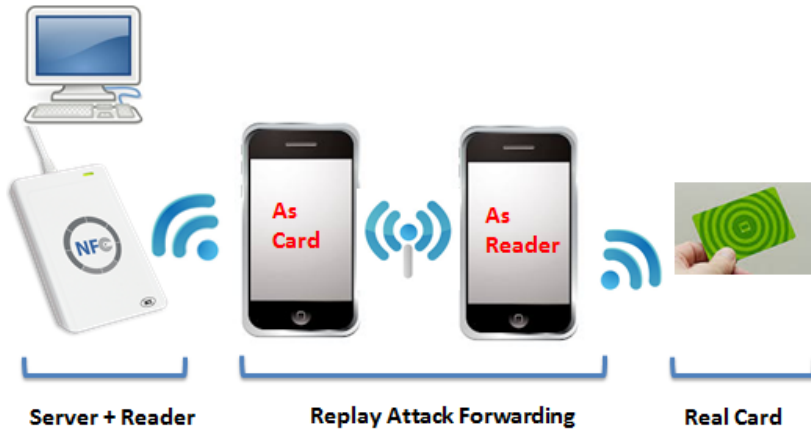 NFC
As
Card
As
Reader
Server + Reader
Replay Attack Forwarding
Real Card